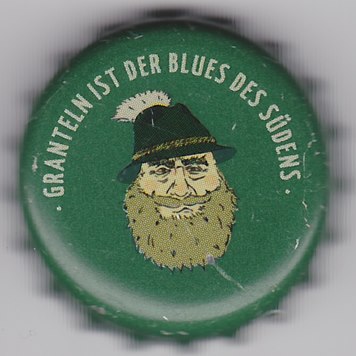 · GRANTELN IST DER BLUES DES SÜDENS ·